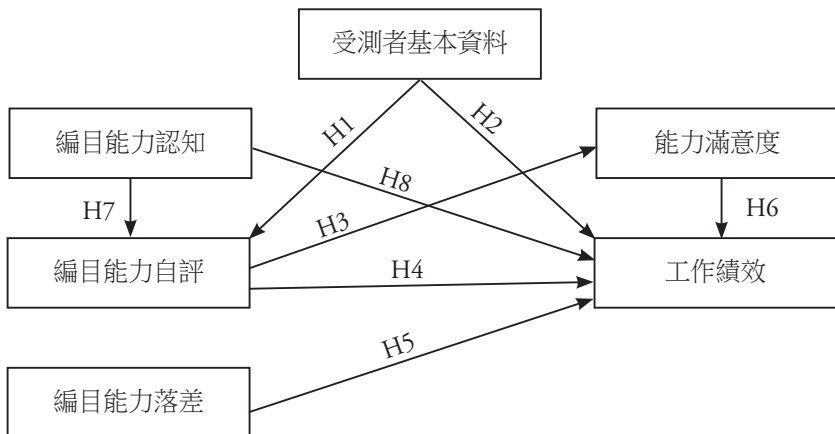 受測者基本資料
H1
H2
編目能力認知
能力滿意度
H8
H7
H3
H6
編目能力自評
H4
工作績效
H5
編目能力落差